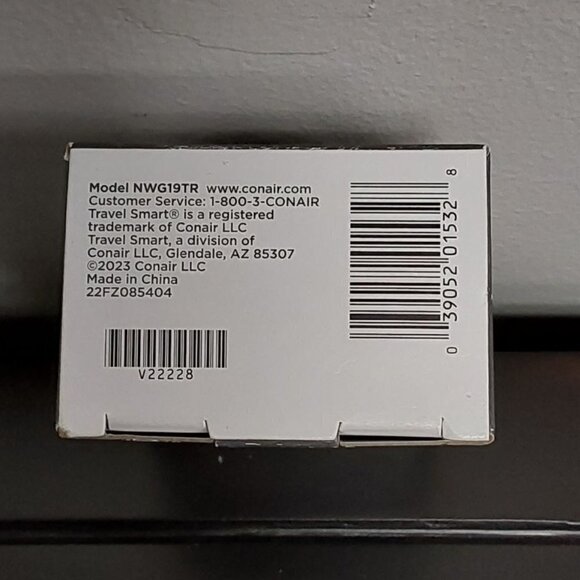 Model NWG19TR www.conair.com
Customer Service: 1-800-3-CONAIR
Travel Smart® is a registered
trademark of Conair LLC
Travel Smart, a division of
Conair LLC, Glendale, AZ 85307
©2023 Conair LLC
Made in China
22FZ085404
V22228
0 39052 01532 8